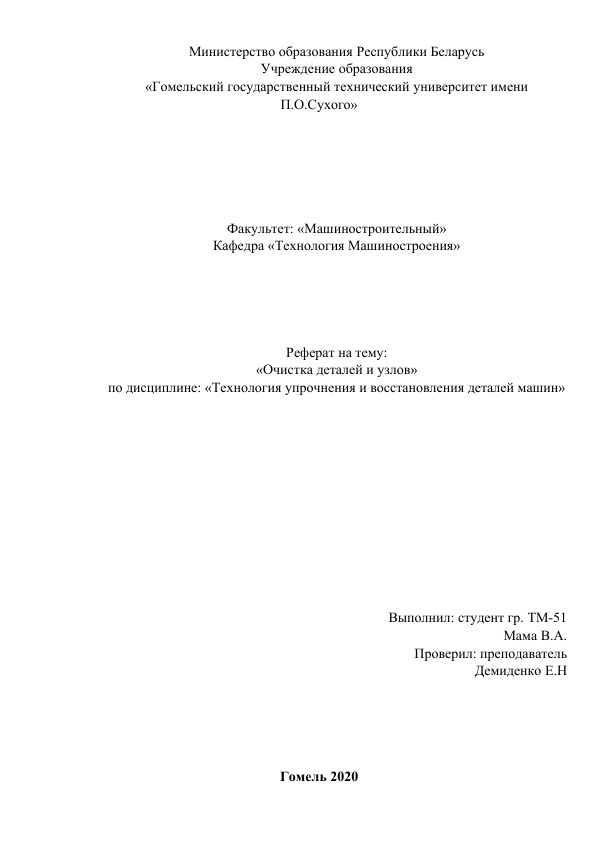 Министерство образования Республики Беларусь
Учреждение образования
«Гомельский государственный технический университет имени
П.О.Сухого»
Факультет: «Машиностроительный»
Кафедра «Технология Машиностроения»
Реферат на тему:
«Очистка деталей и узлов»
по дисциплине: «Технология упрочнения и восстановления деталей машин»
Выполнил: студент гр. ТМ-51
Мама В.А.
Проверил: преподаватель
Демиденко Е.Н
Гомель 2020